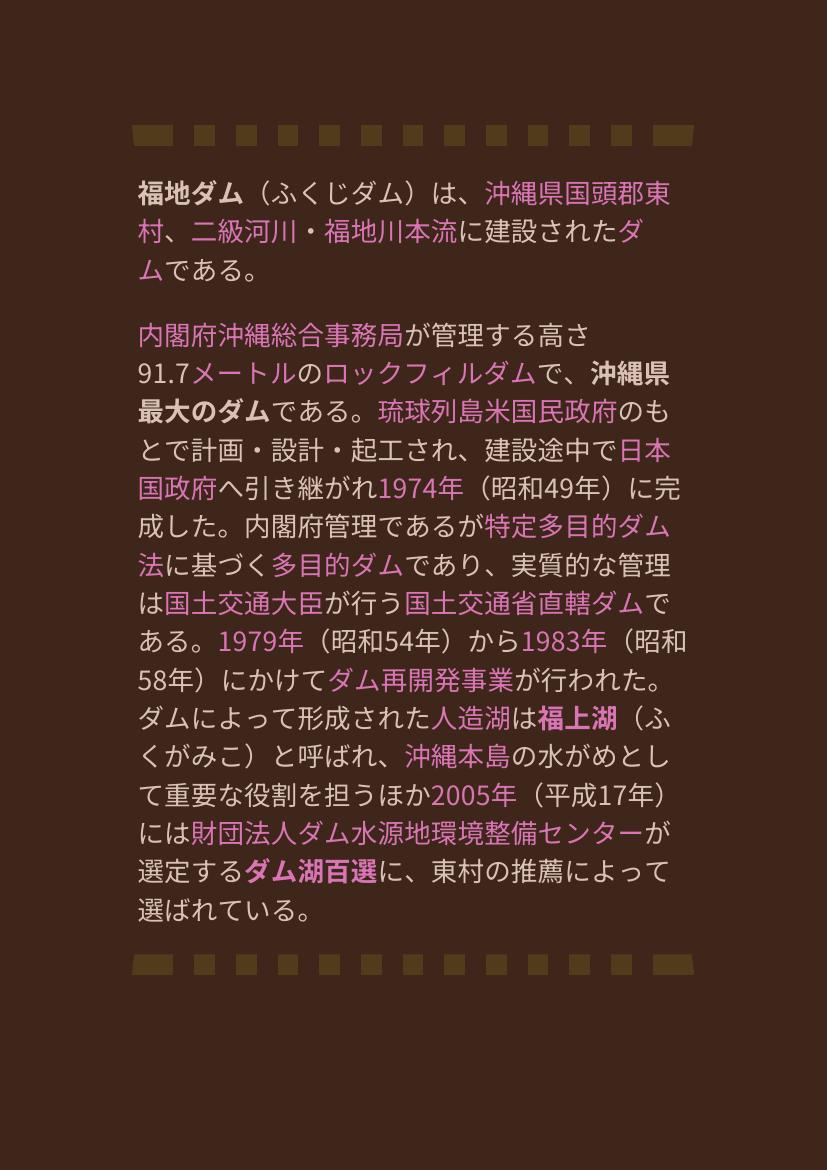 福地ダム（ふくじダム）は、沖縄県国頭郡東
村、二級河川・福地川本流に建設されたダ
ムである。
内閣府沖縄総合事務局が管理する高さ
91.7メートルのロックフィルダムで、沖縄県
最大のダムである。琉球列島米国民政府のも
とで計画・設計・起工され、建設途中で日本
国政府へ引き継がれ1974年（昭和49年）に完
成した。内閣府管理であるが特定多目的ダム
法に基づく多目的ダムであり、実質的な管理
は国土交通大臣が行う国土交通省直轄ダムで
ある。1979年（昭和54年）から1983年（昭和
58年）にかけてダム再開発事業が行われた。
ダムによって形成された人造湖は福上湖（ふ
くがみこ）と呼ばれ、沖縄本島の水がめとし
て重要な役割を担うほか2005年（平成17年）
には財団法人ダム水源地環境整備センターが
選定するダム湖百選に、東村の推薦によって
選ばれている。